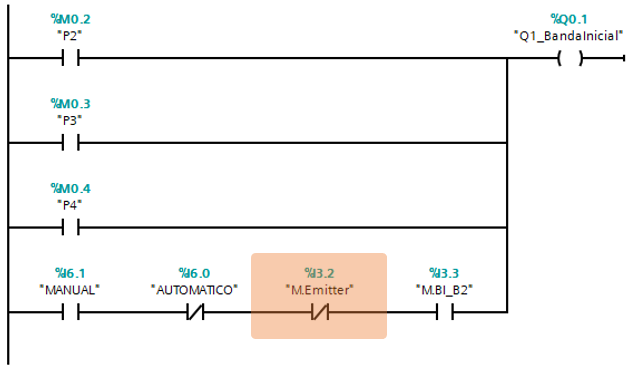 %M0.2
"P2"
%Q0.1
"Q1_BandaInicial"
%M0.3
"P3"
%M0.4
"P4"
%I6.1
"MANUAL"
%I6.0
"AUTOMATICO"
%I3.2
"M.Emitter"
%I3.3
"M.BI_B2"